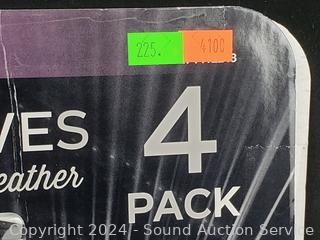 225. 4100
VES
eather
4
PACK
Copyright 2024 - Sound Auction Service